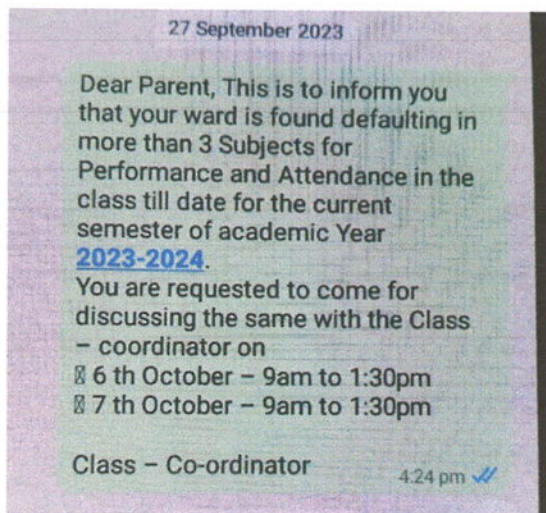 27 September 2023
Dear Parent, This is to inform you
that your ward is found defaulting in
more than 3 Subjects for
Performance and Attendance in the
class till date for the current
semester of academic Year
2023-2024.
You are requested to come for
discussing the same with the Class
– coordinator on
6 th October – 9am to 1:30pm
7 th October – 9am to 1:30pm
Class – Co-ordinator
4:24 pm